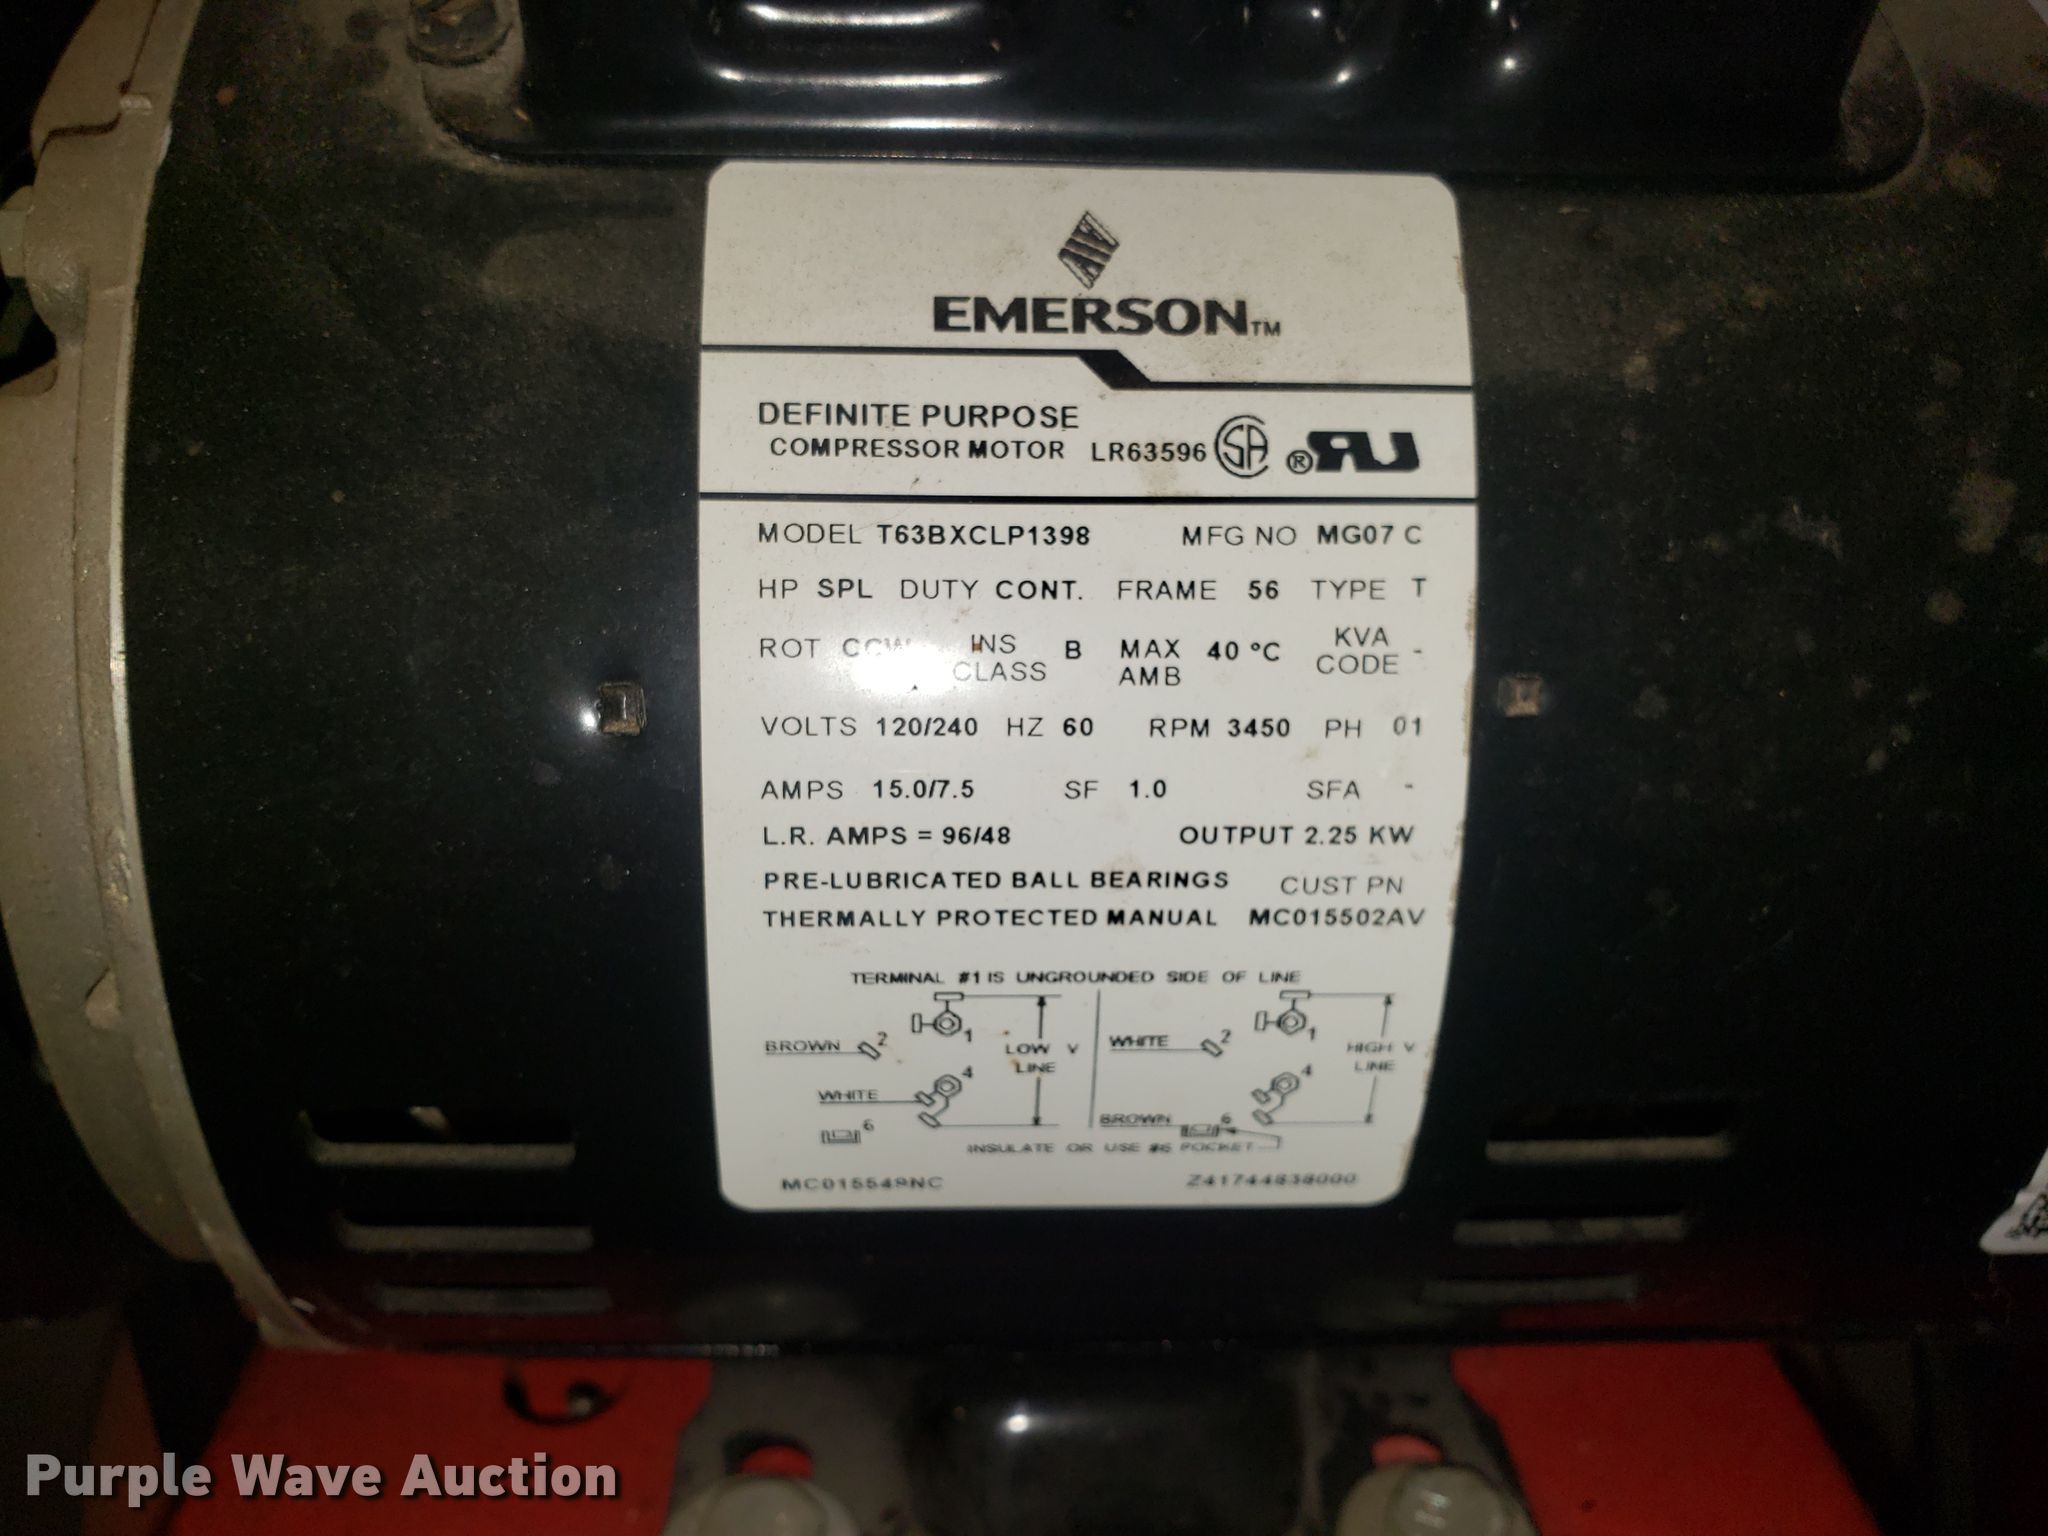 EMERSON™
DEFINITE PURPOSE
COMPRESSOR MOTOR LR63596 SA ® RU
MODEL T63BXCLP1398 MFG NO MG07 C
HP SPL DUTY CONT. FRAME 56 TYPE T
ROT CCW INS CLASS B MAX AMB 40 °C KVA CODE -
VOLTS 120/240 HZ 60 RPM 3450 PH 01
AMPS 15.0/7.5 SF 1.0 SFA -
L.R. AMPS = 96/48 OUTPUT 2.25 KW
PRE-LUBRICATED BALL BEARINGS CUST PN
THERMALLY PROTECTED MANUAL MC015502AV
TERMINAL #1 IS UNGROUNDED SIDE OF LINE
BROWN 2 1 LOW V LINE WHITE 2 1 HIGH V LINE
WHITE 4 4
6 BROWN 6
INSULATE OR USE #6 POCKET
Z41744838000
Purple Wave Auction